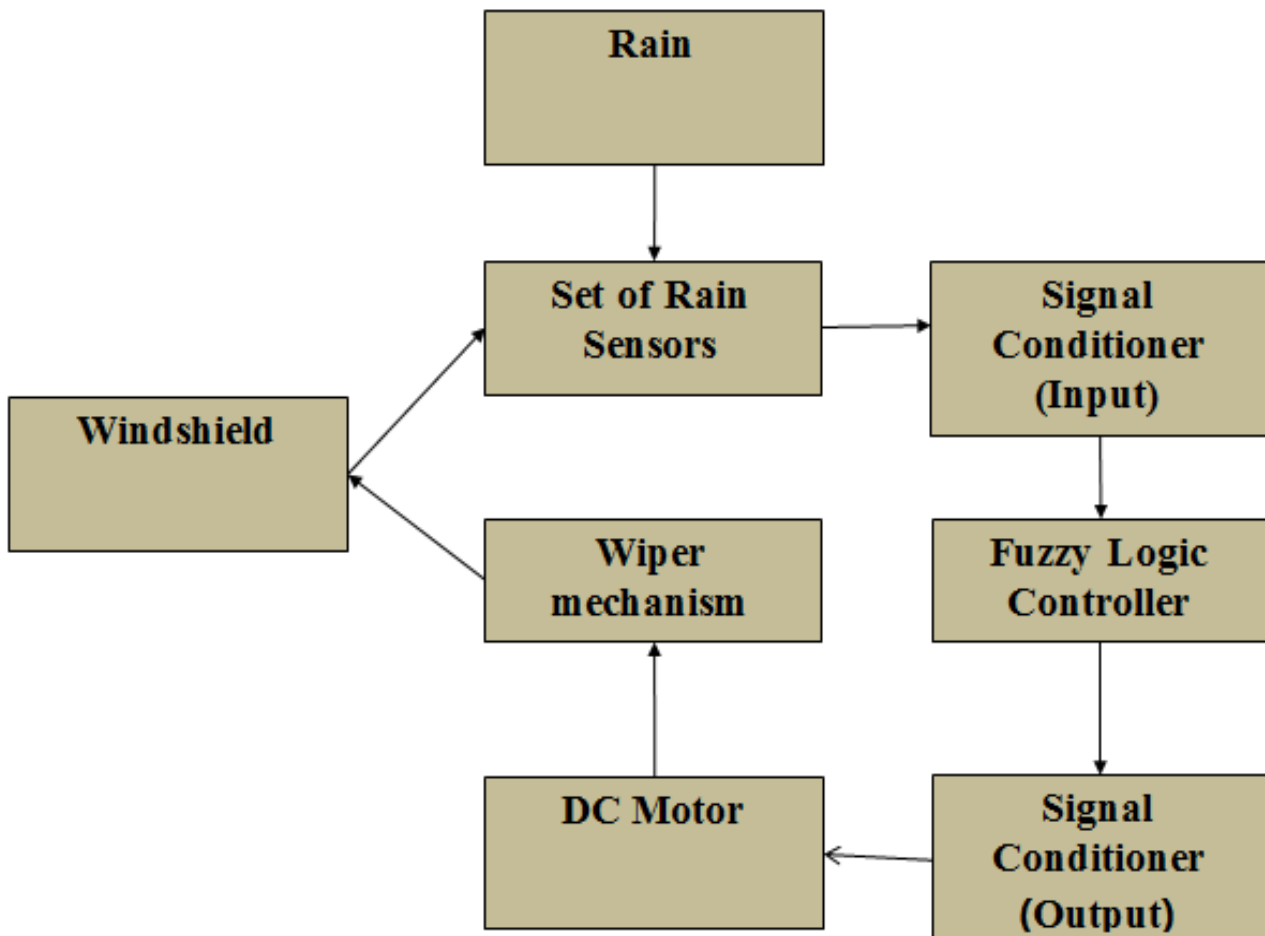 Rain
Set of Rain
Sensors
Signal
Conditioner
(Input)
Windshield
Wiper
mechanism
Fuzzy Logic
Controller
DC Motor
Signal
Conditioner
(Output)